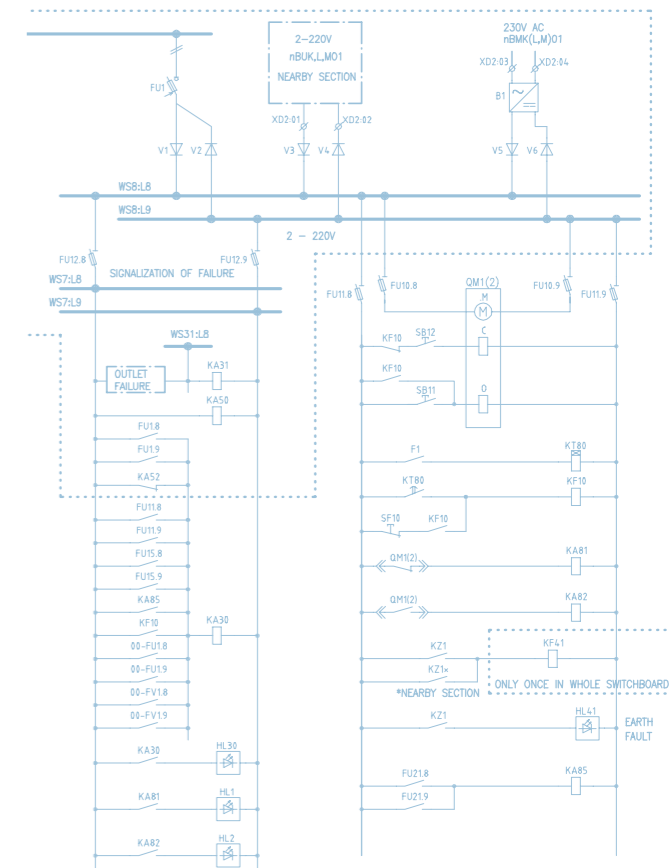 2-220V
nBUK,L,M01
NEARBY SECTION
230V AC
nBMK(L,M)01
XD2:03
XD2:04
B1
FU1
XD2:01
XD2:02
V1
V2
V3
V4
V5
V6
WS8:L8
WS8:L9
2 - 220V
FU12.8
FU12.9
SIGNALIZATION OF FAILURE
WS7:L8
WS7:L9
FU11.8
FU10.8
QM1(2)
.M
M
FU10.9
FU11.9
WS31:L8
OUTLET
FAILURE
KA31
KA50
KF10
SB12
C
KF10
SB11
O
FU1.8
FU1.9
KA52
F1
KT80
KT80
KF10
SF10
KF10
FU11.8
FU11.9
FU15.8
FU15.9
KA85
KF10
KA30
00-FU1.8
00-FU1.9
00-FV1.8
00-FV1.9
QM1(2)
KA81
QM1(2)
KA82
KZ1
KZ1*
*NEARBY SECTION
KF41
ONLY ONCE IN WHOLE SWITCHBOARD
KZ1
HL41
EARTH
FAULT
KA30
HL30
KA81
HL1
KA82
HL2
FU21.8
FU21.9
KA85